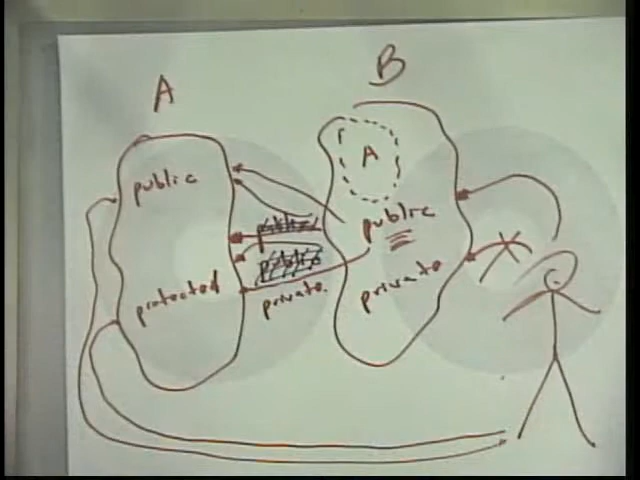 A
B
A
public
public
protected
private
private.